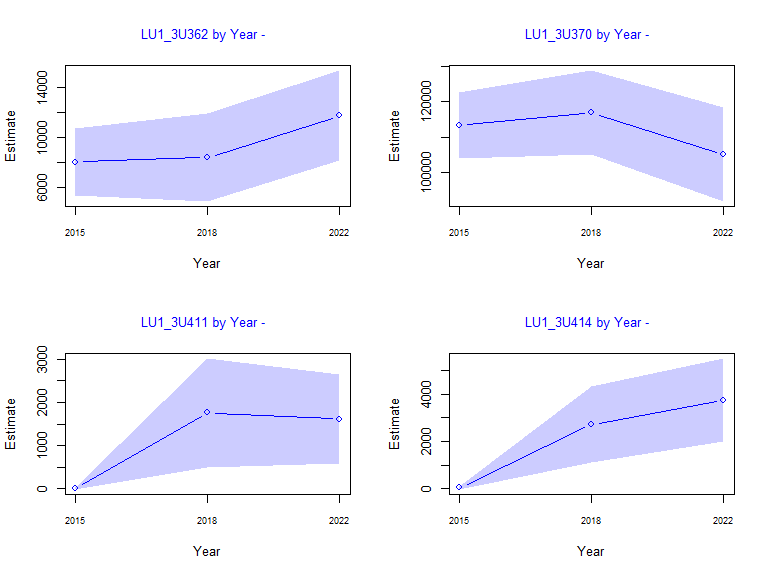 LU1_3U362 by Year -
Estimate
6000
10000
14000
2015
2018
2022
Year
LU1_3U370 by Year -
Estimate
100000
120000
2015
2018
2022
Year
LU1_3U411 by Year -
Estimate
0
1000
2000
3000
2015
2018
2022
Year
LU1_3U414 by Year -
Estimate
0
2000
4000
2015
2018
2022
Year